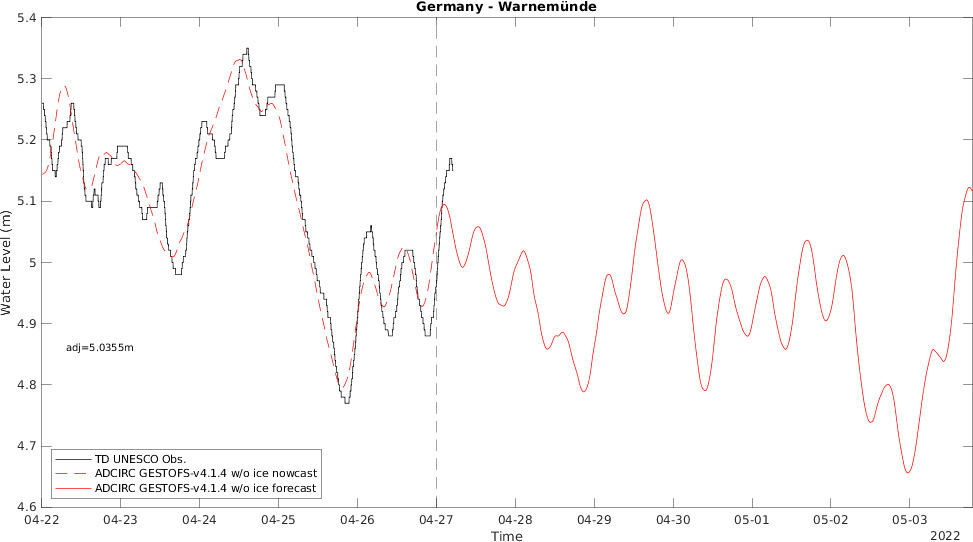 Germany - Warnemünde
5.4
5.3
5.2
5.1
5
4.9
4.8
4.7
4.6
Water Level (m)
adj=5.0355m
TD UNESCO Obs.
ADCIRC GESTOFS-v4.1.4 w/o ice nowcast
ADCIRC GESTOFS-v4.1.4 w/o ice forecast
04-22 04-23 04-24 04-25 04-26 04-27 04-28 04-29 04-30 05-01 05-02 05-03
Time
2022